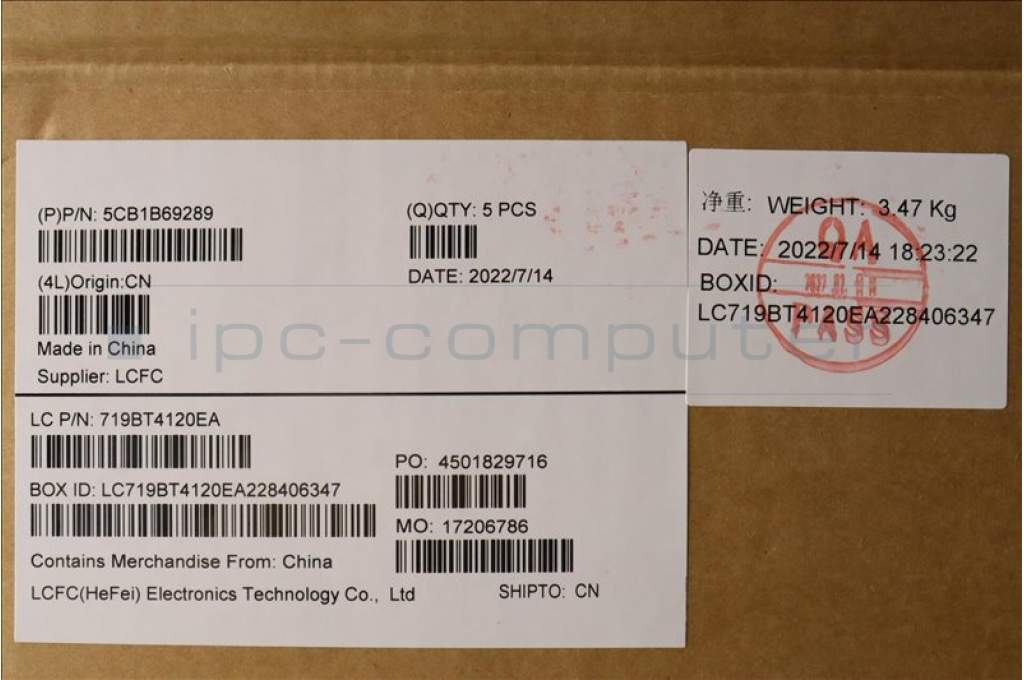 (P)P/N: 5CB1B69289
(Q)QTY: 5 PCS
(4L)Origin:CN
DATE: 2022/7/14
Made in China
Supplier: LCFC
LC P/N: 719BT4120EA
PO: 4501829716
BOX ID: LC719BT4120EA228406347
MO: 17206786
Contains Merchandise From: China
LCFC(HeFei) Electronics Technology Co., Ltd
SHIPTO: CN
净重: WEIGHT: 3.47 Kg
DATE: 2022/7/14 18:23:22
BOXID:
LC719BT4120EA228406347
QA
PASS
ipc-computer